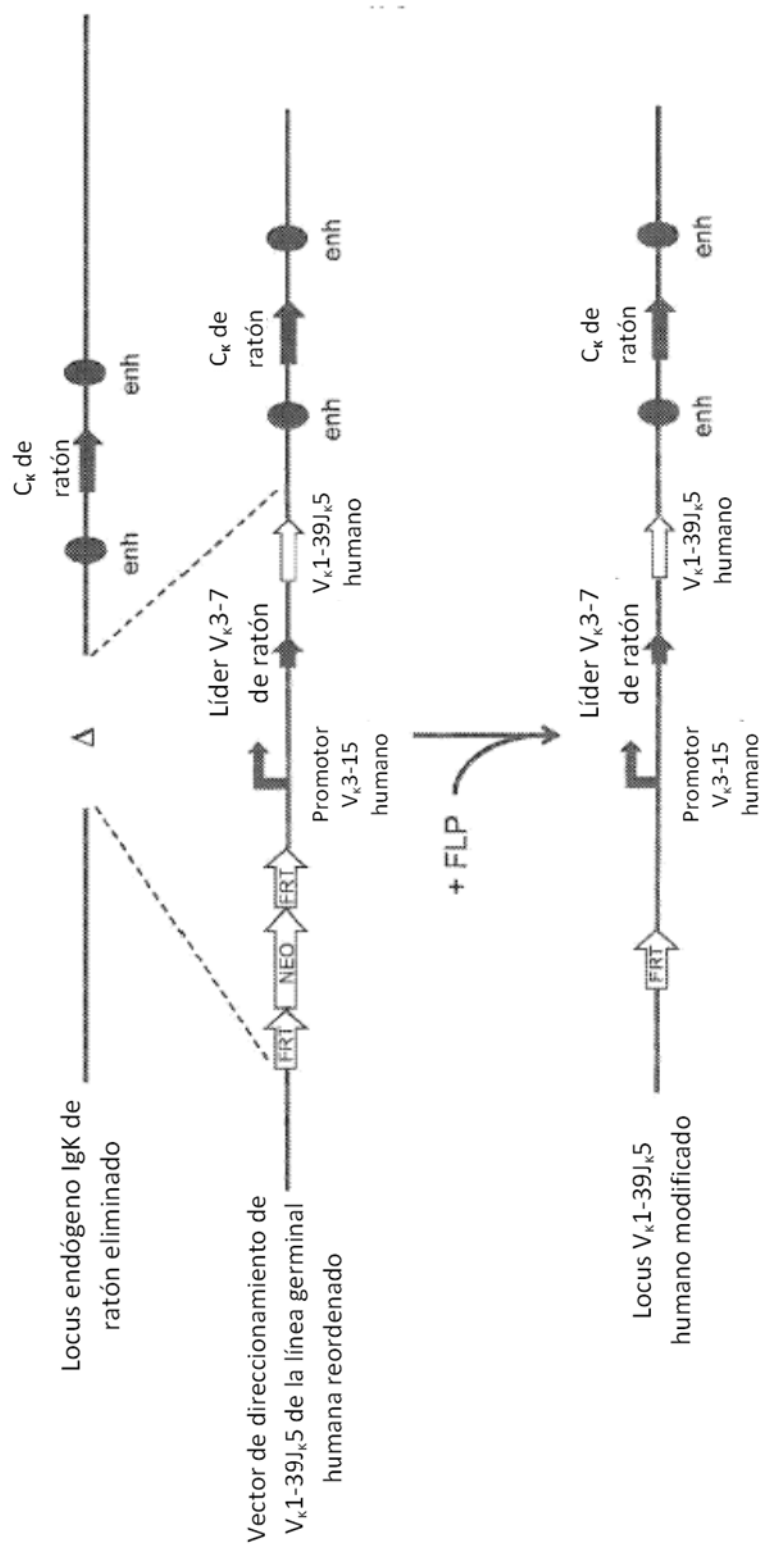 Locus endógeno IgK de
ratón eliminado
Δ
C𝜅 de
ratón
enh
enh
Vector de direccionamiento de
V𝜅1-39J𝜅5 de la línea germinal
humana reordenado
FRT
NEO
FRT
Promotor
V𝜅3-15
humano
Líder V𝜅3-7
de ratón
V𝜅1-39J𝜅5
humano
enh
C𝜅 de
ratón
enh
+ FLP
Locus V𝜅1-39J𝜅5
humano modificado
FRT
Promotor
V𝜅3-15
humano
Líder V𝜅3-7
de ratón
V𝜅1-39J𝜅5
humano
enh
C𝜅 de
ratón
enh